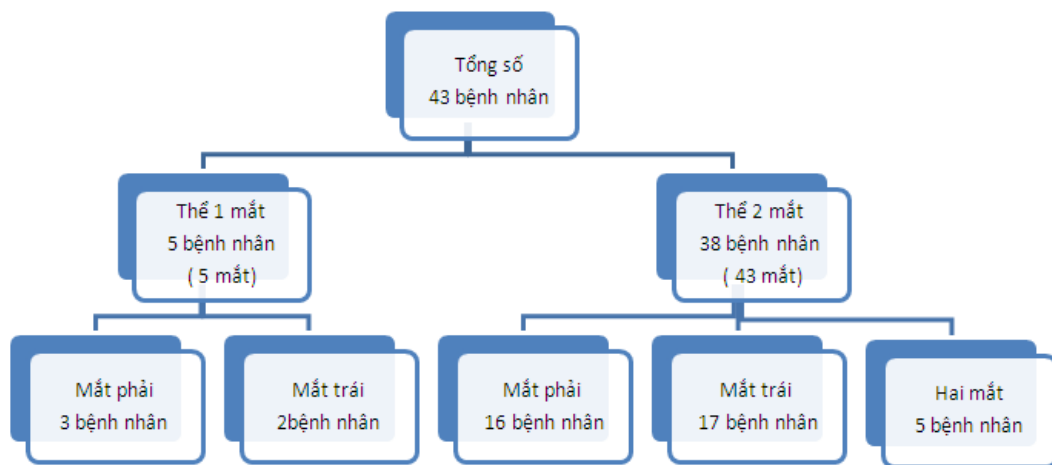 Tổng số
43 bệnh nhân
Thể 1 mắt
5 bệnh nhân
( 5 mắt)
Thể 2 mắt
38 bệnh nhân
( 43 mắt)
Mắt phải
3 bệnh nhân
Mắt trái
2bệnh nhân
Mắt phải
16 bệnh nhân
Mắt trái
17 bệnh nhân
Hai mắt
5 bệnh nhân